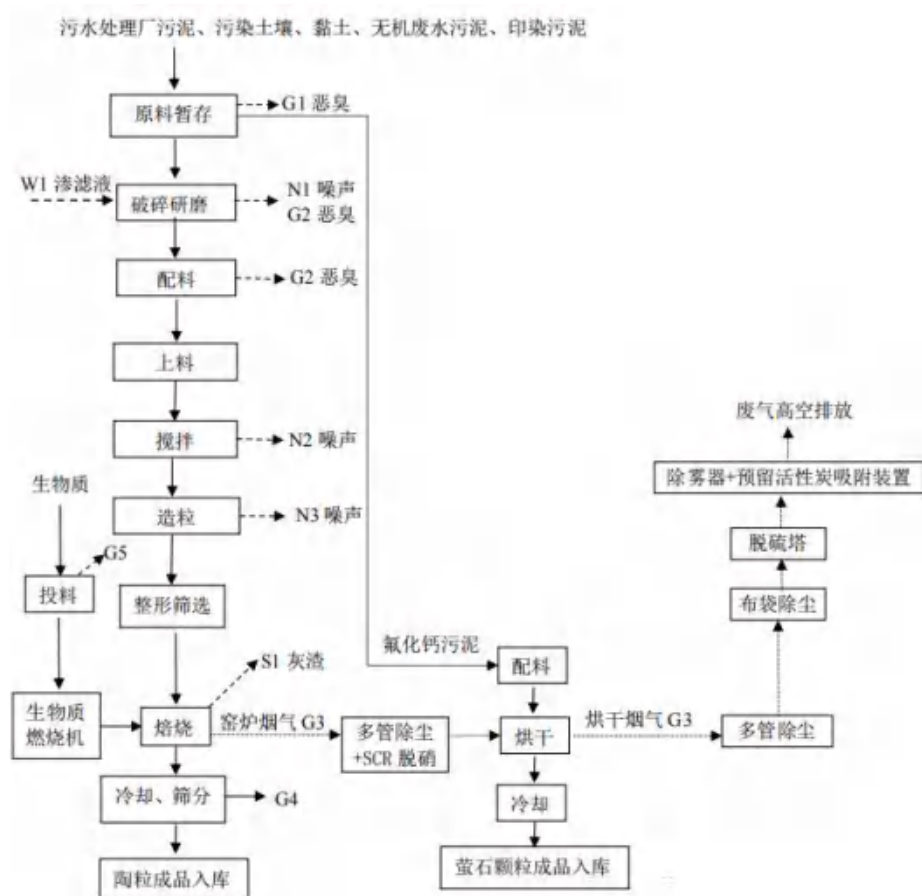 污水处理厂污泥、污染土壤、黏土、无机废水污泥、印染污泥
原料暂存
G1 恶臭
W1 渗滤液
破碎研磨
N1 噪声
G2 恶臭
配料
G2 恶臭
上料
搅拌
N2 噪声
造粒
N3 噪声
生物质
G5
投料
整形筛选
S1 灰渣
生物质
燃烧机
焙烧
窑炉烟气 G3
多管除尘
+SCR 脱硝
冷却、筛分
G4
陶粒成品入库
氟化钙污泥
配料
烘干
烘干烟气 G3
冷却
萤石颗粒成品入库
废气高空排放
除雾器+预留活性炭吸附装置
脱硫塔
布袋除尘
多管除尘